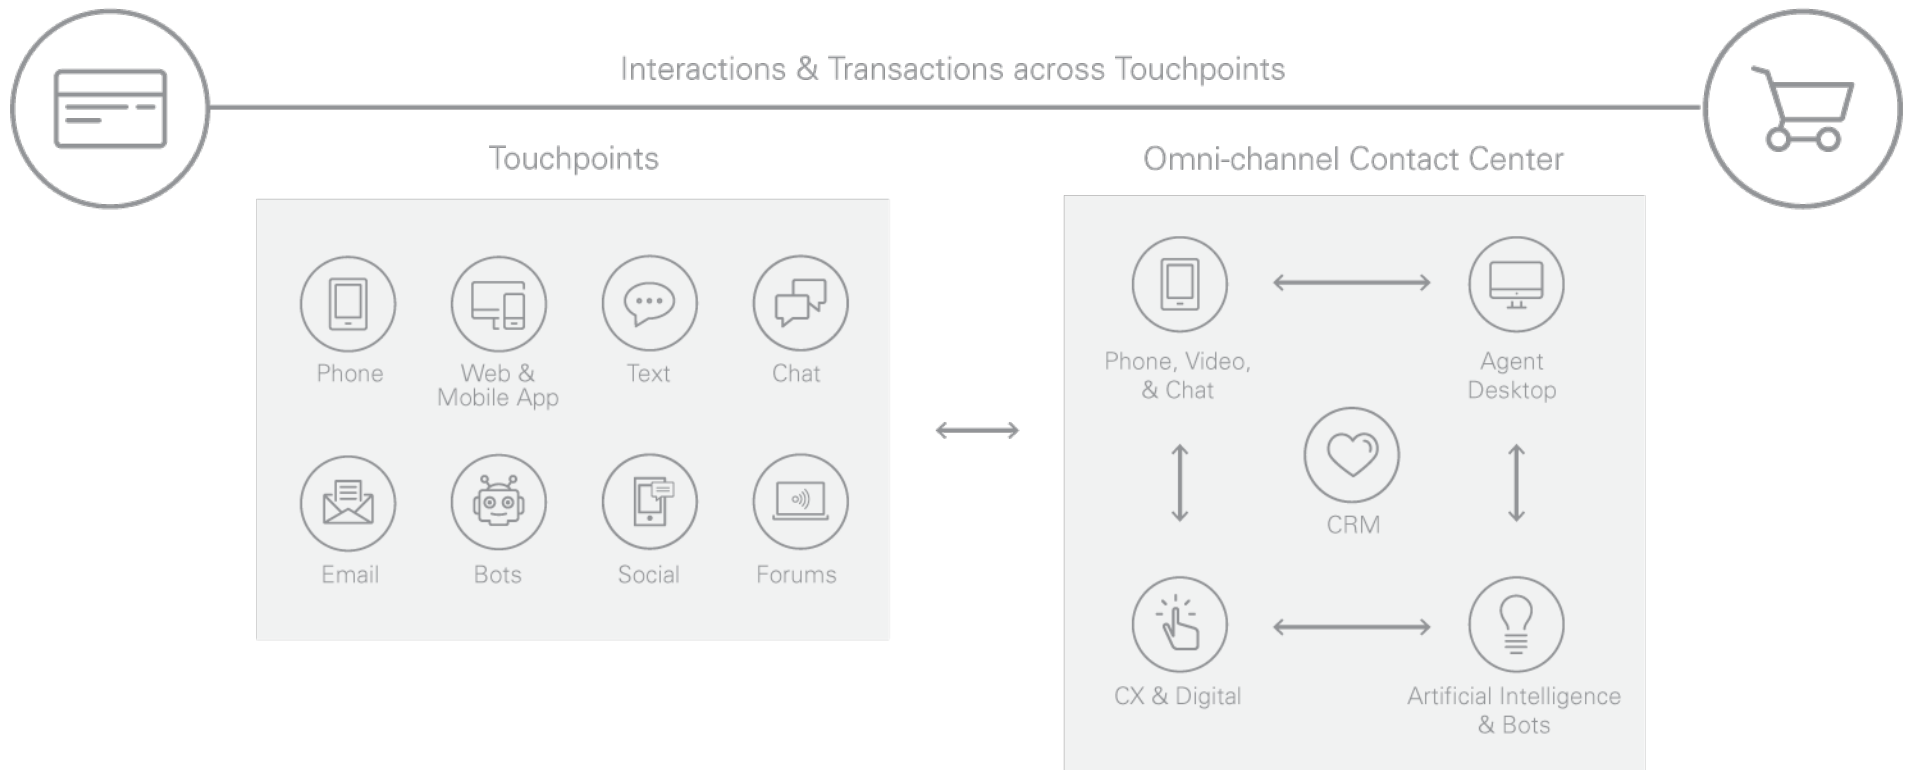 Interactions & Transactions across Touchpoints
Touchpoints
Phone
Web &
Mobile App
Text
Chat
Email
Bots
Social
Forums
Omni-channel Contact Center
Phone, Video,
& Chat
Agent
Desktop
CRM
CX & Digital
Artificial Intelligence
& Bots